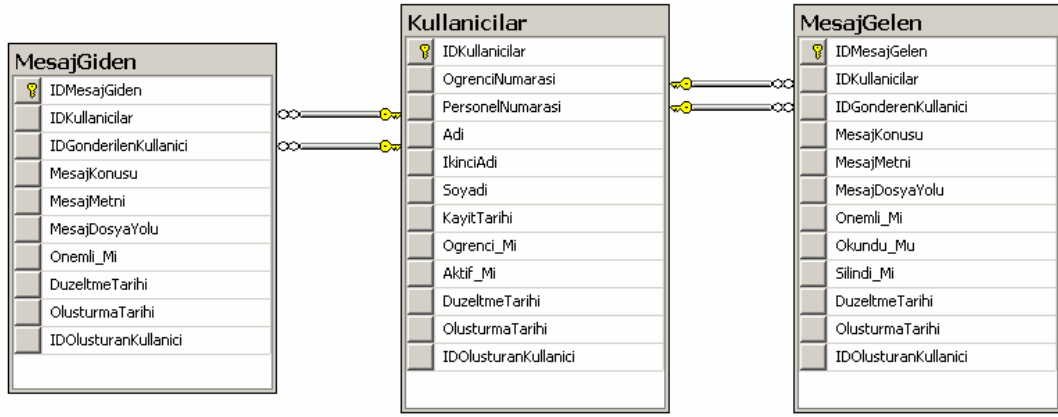 MesajGiden
IDMesajGiden
IDKullanicilar
IDGonderilenKullanici
MesajKonusu
MesajMetni
MesajDosyaYolu
Onemli_Mi
DuzeltmeTarihi
OlusturmaTarihi
IDOlusturanKullanici
Kullanicilar
IDKullanicilar
OgrenciNumarasi
PersonelNumarasi
Adi
IkinciAdi
Soyadi
KayitTarihi
Ogrenci_Mi
Aktif_Mi
DuzeltmeTarihi
OlusturmaTarihi
IDOlusturanKullanici
MesajGelen
IDMesajGelen
IDKullanicilar
IDGonderenKullanici
MesajKonusu
MesajMetni
MesajDosyaYolu
Onemli_Mi
Okundu_Mu
Silindi_Mi
DuzeltmeTarihi
OlusturmaTarihi
IDOlusturanKullanici